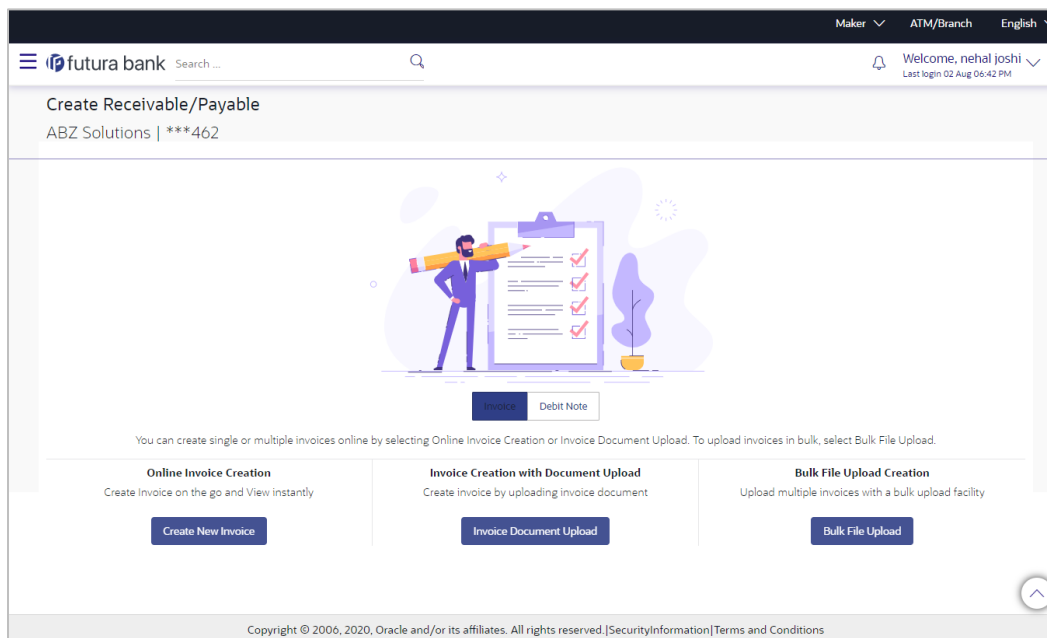 Maker ATM/Branch English
futura bank Search ... Welcome, nehal joshi
Last login 02 Aug 06:42 PM
Create Receivable/Payable
ABZ Solutions | ***462
Invoice Debit Note
You can create single or multiple invoices online by selecting Online Invoice Creation or Invoice Document Upload. To upload invoices in bulk, select Bulk File Upload.
Online Invoice Creation Invoice Creation with Document Upload Bulk File Upload Creation
Create Invoice on the go and View instantly Create invoice by uploading invoice document Upload multiple invoices with a bulk upload facility
Create New Invoice Invoice Document Upload Bulk File Upload
Copyright © 2006, 2020, Oracle and/or its affiliates. All rights reserved.|SecurityInformation|Terms and Conditions